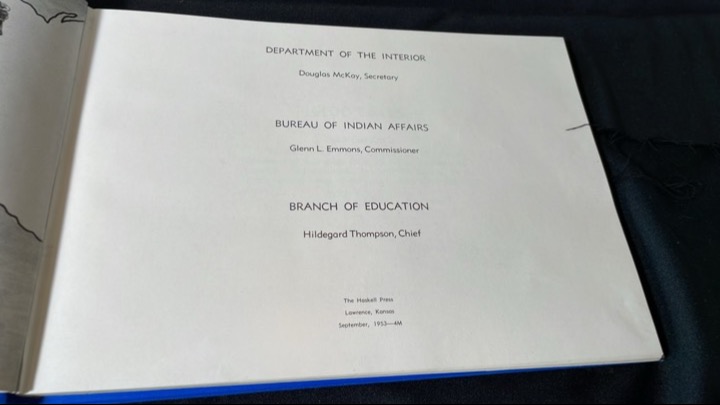 DEPARTMENT OF THE INTERIOR
Douglas McKay, Secretary
BUREAU OF INDIAN AFFAIRS
Glenn L. Emmons, Commissioner
BRANCH OF EDUCATION
Hildegard Thompson, Chief
The Haskell Press
Lawrence, Kansas
September, 1953—4M